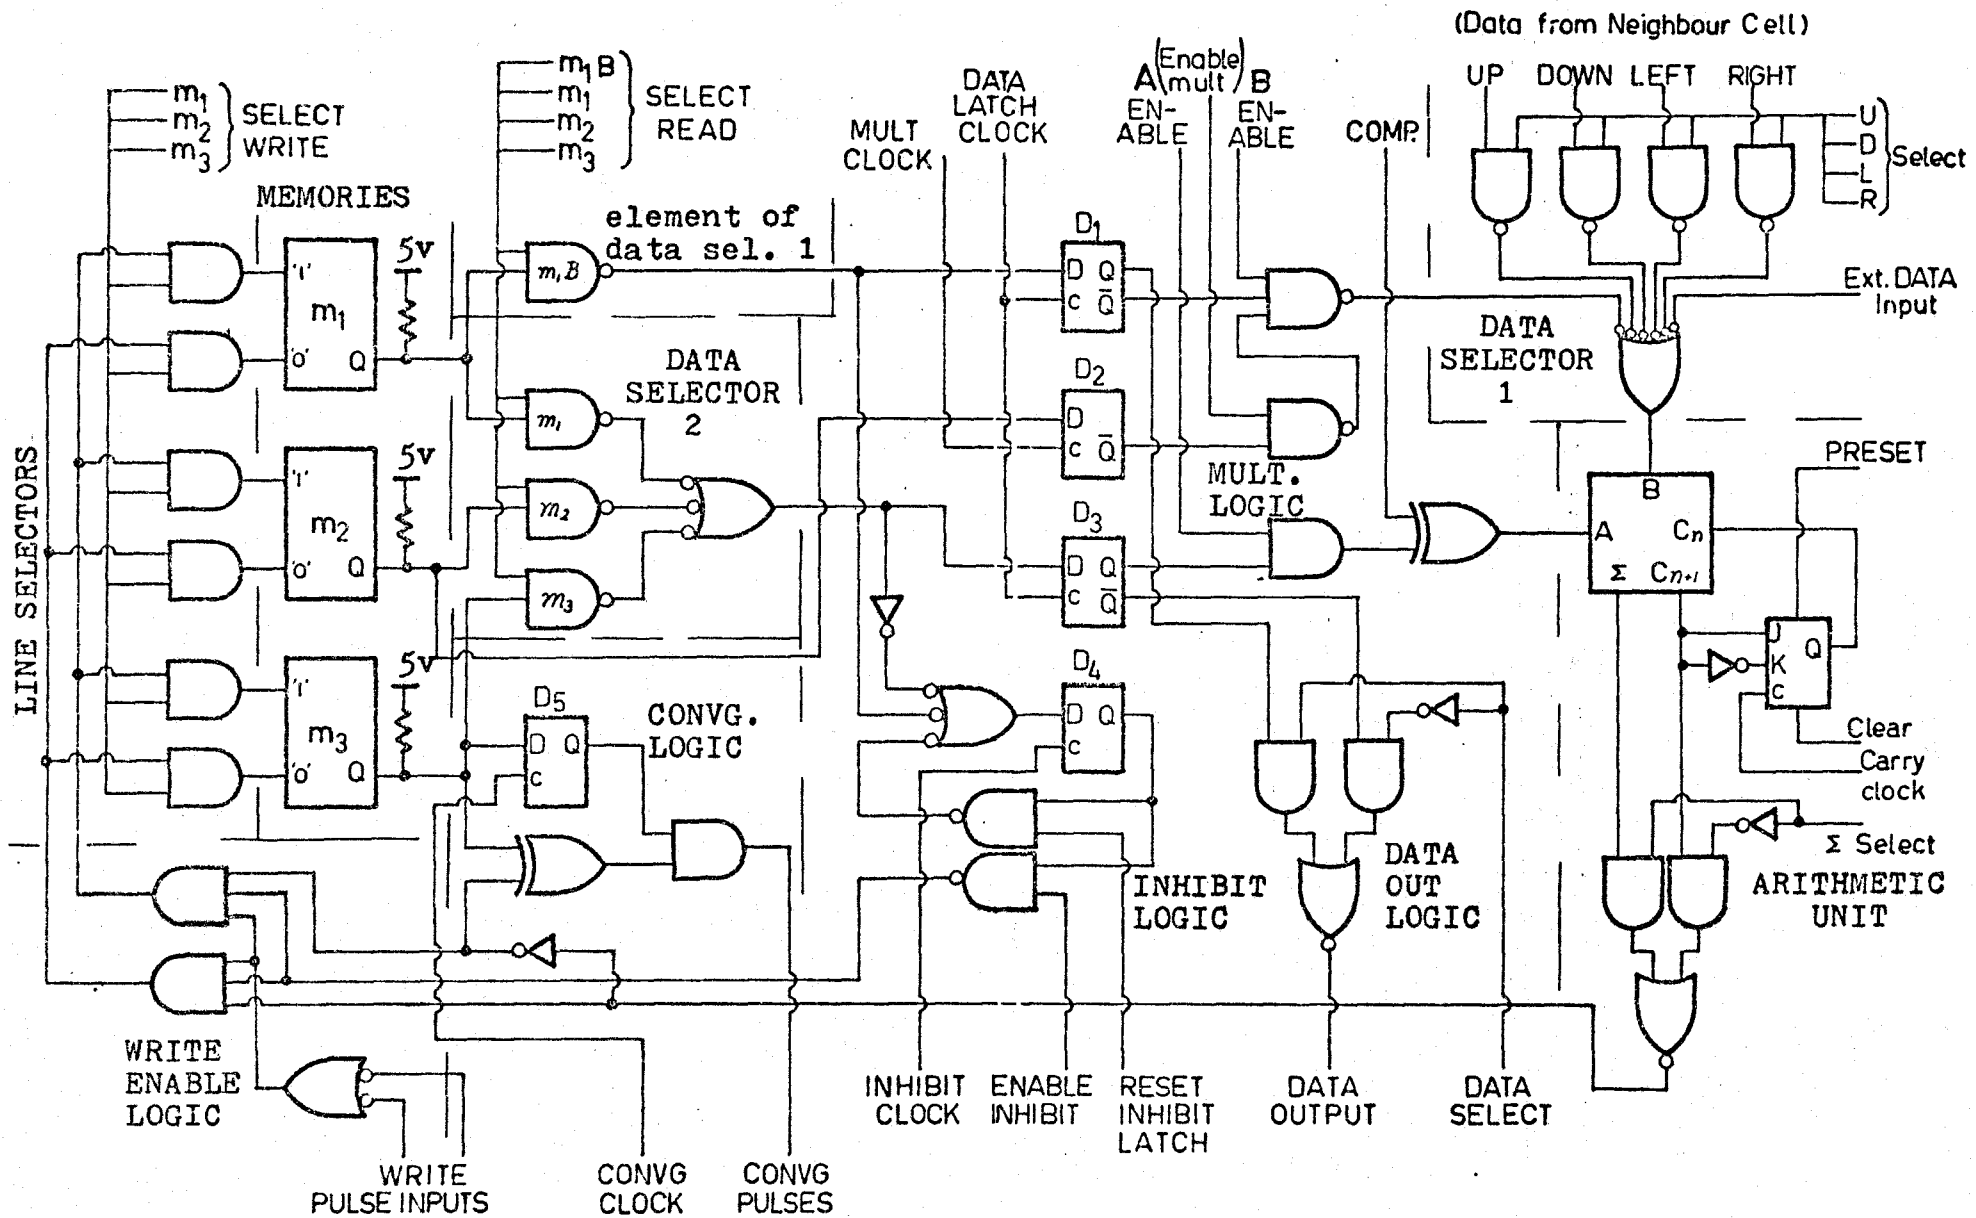 (Data from Neighbour Cell)
UP DOWN LEFT RIGHT
U
D
L
R
Select
m1 B
m1
m2
m3
SELECT
READ
m1
m2
m3
SELECT
WRITE
MULT
CLOCK
DATA
LATCH
CLOCK
A
(Enable
mult)
B
EN-
ABLE
EN-
ABLE
COMP.
MEMORIES
element of
data sel. 1
5v
'1'
m1
'0' Q
m1B
D1
D Q
C Q̅
Ext. DATA
Input
DATA
SELECTOR
1
DATA
SELECTOR
2
m1
D2
D
C Q̅
MULT.
LOGIC
PRESET
LINE SELECTORS
5v
'1'
m2
'0' Q
m2
m3
D3
D Q
C Q̅
B
A Cn
Σ Cn+1
J
K
C
Q
Clear
Carry
clock
Σ Select
ARITHMETIC
UNIT
5v
'1'
m3
'0' Q
D5
D Q
C
CONVG.
LOGIC
D4
D Q
C
INHIBIT
LOGIC
DATA
OUT
LOGIC
WRITE
ENABLE
LOGIC
INHIBIT
CLOCK
ENABLE
INHIBIT
RESET
INHIBIT
LATCH
DATA
OUTPUT
DATA
SELECT
WRITE
PULSE INPUTS
CONVG
CLOCK
CONVG
PULSES